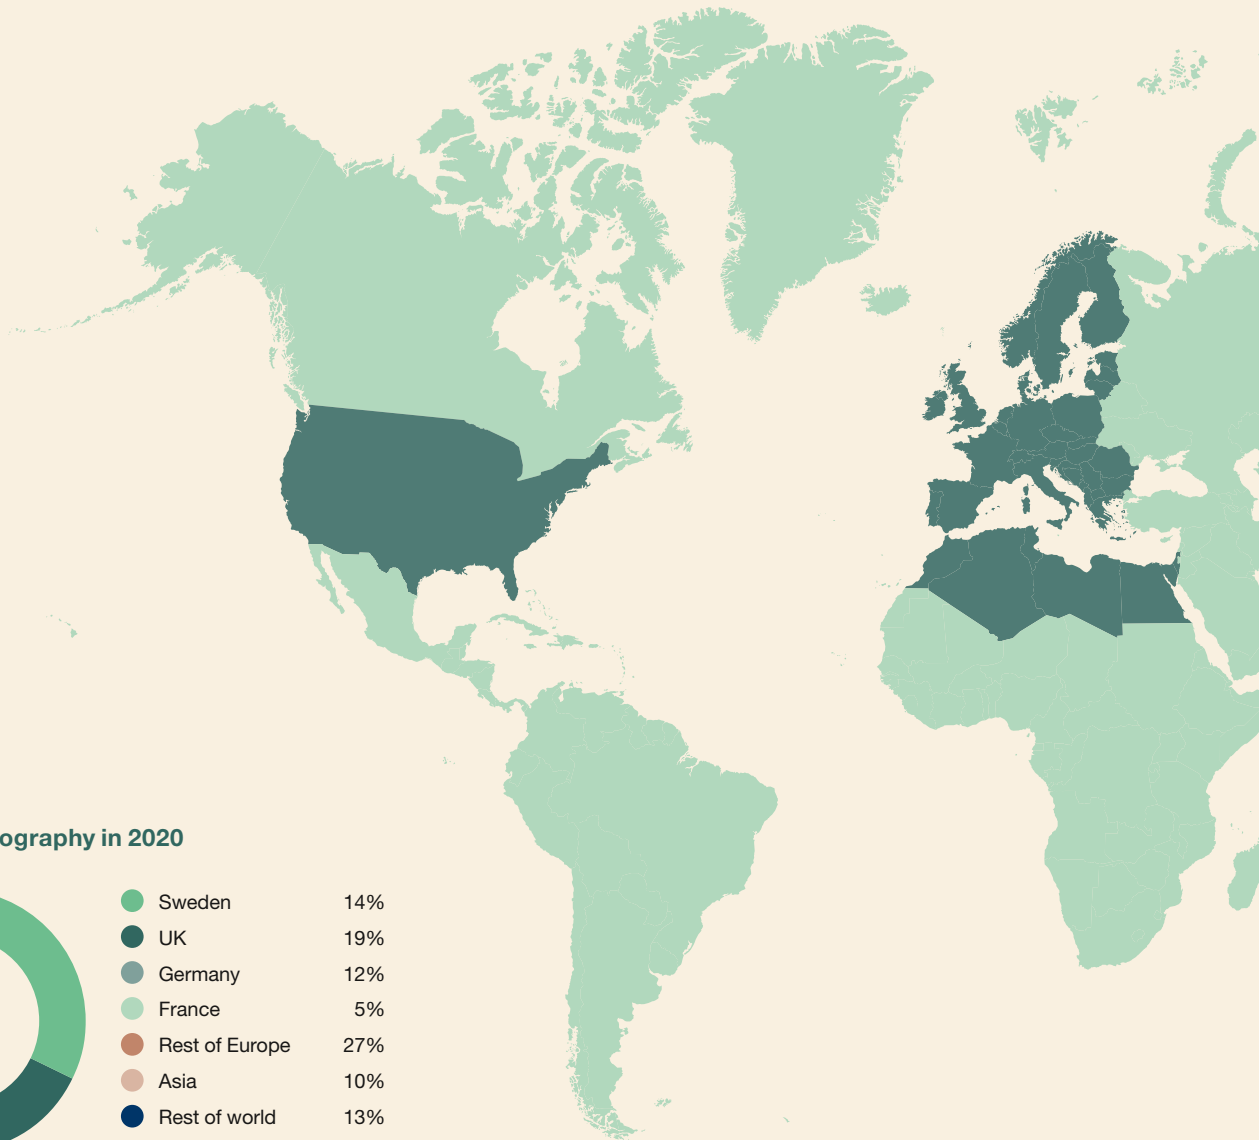 ography in 2020
Sweden 14%
UK 19%
Germany 12%
France 5%
Rest of Europe 27%
Asia 10%
Rest of world 13%